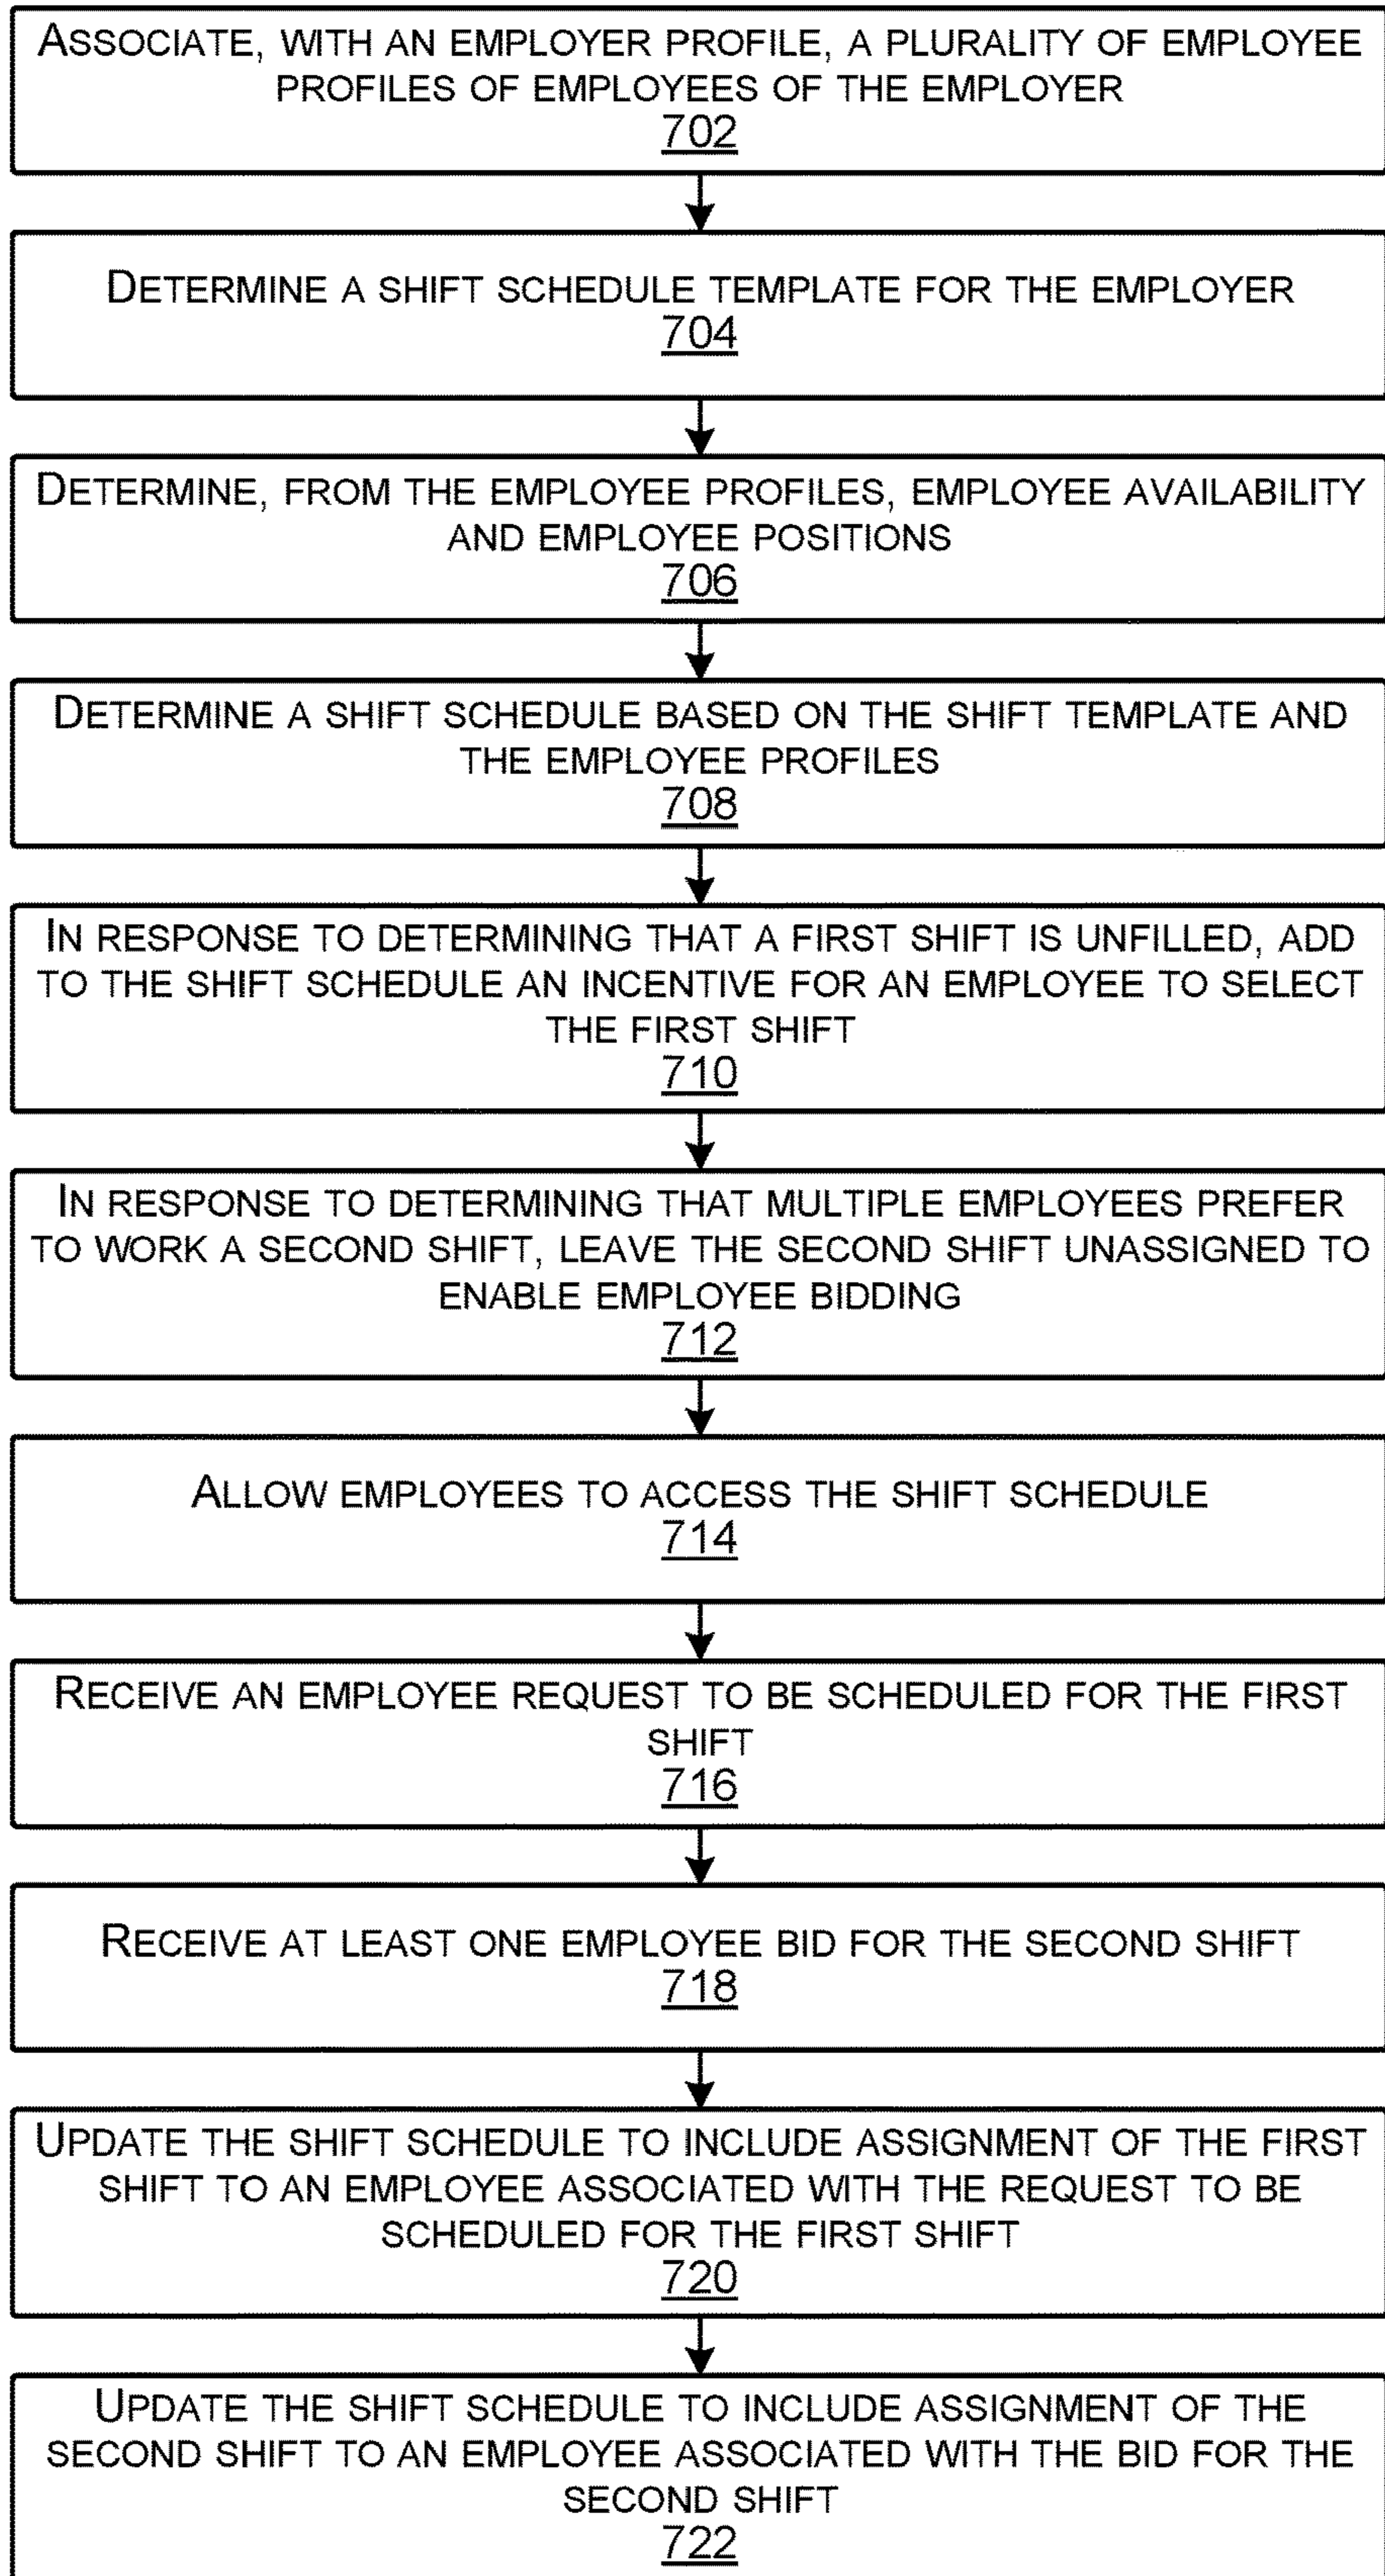 ASSOCIATE, WITH AN EMPLOYER PROFILE, A PLURALITY OF EMPLOYEE
PROFILES OF EMPLOYEES OF THE EMPLOYER
702
DETERMINE A SHIFT SCHEDULE TEMPLATE FOR THE EMPLOYER
704
DETERMINE, FROM THE EMPLOYEE PROFILES, EMPLOYEE AVAILABILITY
AND EMPLOYEE POSITIONS
706
DETERMINE A SHIFT SCHEDULE BASED ON THE SHIFT TEMPLATE AND
THE EMPLOYEE PROFILES
708
IN RESPONSE TO DETERMINING THAT A FIRST SHIFT IS UNFILLED, ADD
TO THE SHIFT SCHEDULE AN INCENTIVE FOR AN EMPLOYEE TO SELECT
THE FIRST SHIFT
710
IN RESPONSE TO DETERMINING THAT MULTIPLE EMPLOYEES PREFER
TO WORK A SECOND SHIFT, LEAVE THE SECOND SHIFT UNASSIGNED TO
ENABLE EMPLOYEE BIDDING
712
ALLOW EMPLOYEES TO ACCESS THE SHIFT SCHEDULE
714
RECEIVE AN EMPLOYEE REQUEST TO BE SCHEDULED FOR THE FIRST
SHIFT
716
RECEIVE AT LEAST ONE EMPLOYEE BID FOR THE SECOND SHIFT
718
UPDATE THE SHIFT SCHEDULE TO INCLUDE ASSIGNMENT OF THE FIRST
SHIFT TO AN EMPLOYEE ASSOCIATED WITH THE REQUEST TO BE
SCHEDULED FOR THE FIRST SHIFT
720
UPDATE THE SHIFT SCHEDULE TO INCLUDE ASSIGNMENT OF THE
SECOND SHIFT TO AN EMPLOYEE ASSOCIATED WITH THE BID FOR THE
SECOND SHIFT
722